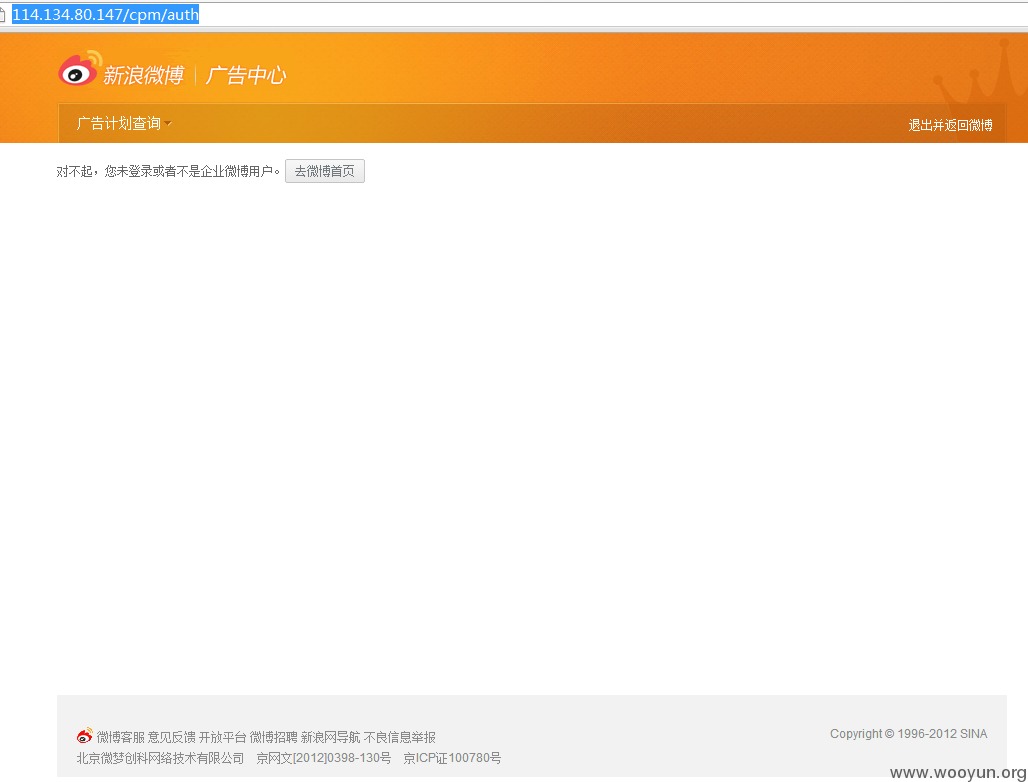 114.134.80.147/cpm/auth
新浪微博 | 广告中心
广告计划查询
退出并返回微博
对不起，您未登录或者不是企业微博用户。 去微博首页
微博客服 意见反馈 开放平台 微博招聘 新浪网导航 不良信息举报
Copyright © 1996-2012 SINA
北京微梦创科网络技术有限公司 京网文[2012]0398-130号 京ICP证100780号
www.wooyun.org